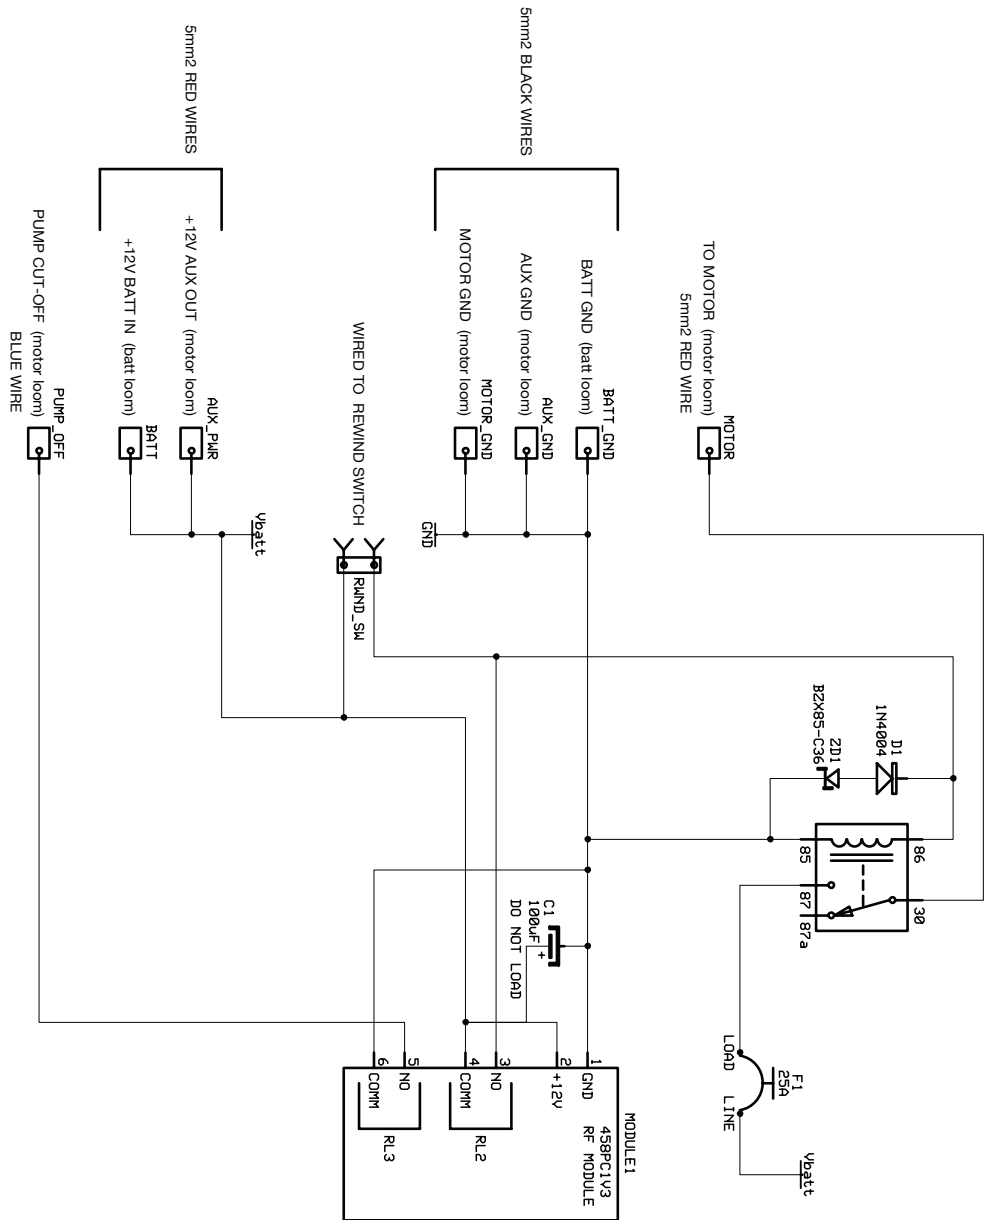 TO MOTOR (motor loom)
5mm2 RED WIRE
MOTOR
5mm2 BLACK WIRES
BATT GND (batt loom)
BATT_GND
AUX GND (motor loom)
AUX_GND
MOTOR GND (motor loom)
MOTOR_GND
GND
WIRED TO REWIND SWITCH
RWND_SW
5mm2 RED WIRES
+12V AUX OUT (motor loom)
AUX_PWR
+12V BATT IN (batt loom)
BATT
Vbatt
PUMP CUT-OFF (motor loom)
BLUE WIRE
PUMP_OFF
D1
1N4004
ZD1
BZX85-C36
86
85
30
87
87a
C1
100uF
+
DO NOT LOAD
F1
25A
LOAD
LINE
Vbatt
MODULE1
458PC1V3
RF MODULE
1
GND
2
+12V
3
NO
4
COMM
RL2
5
NO
6
COMM
RL3